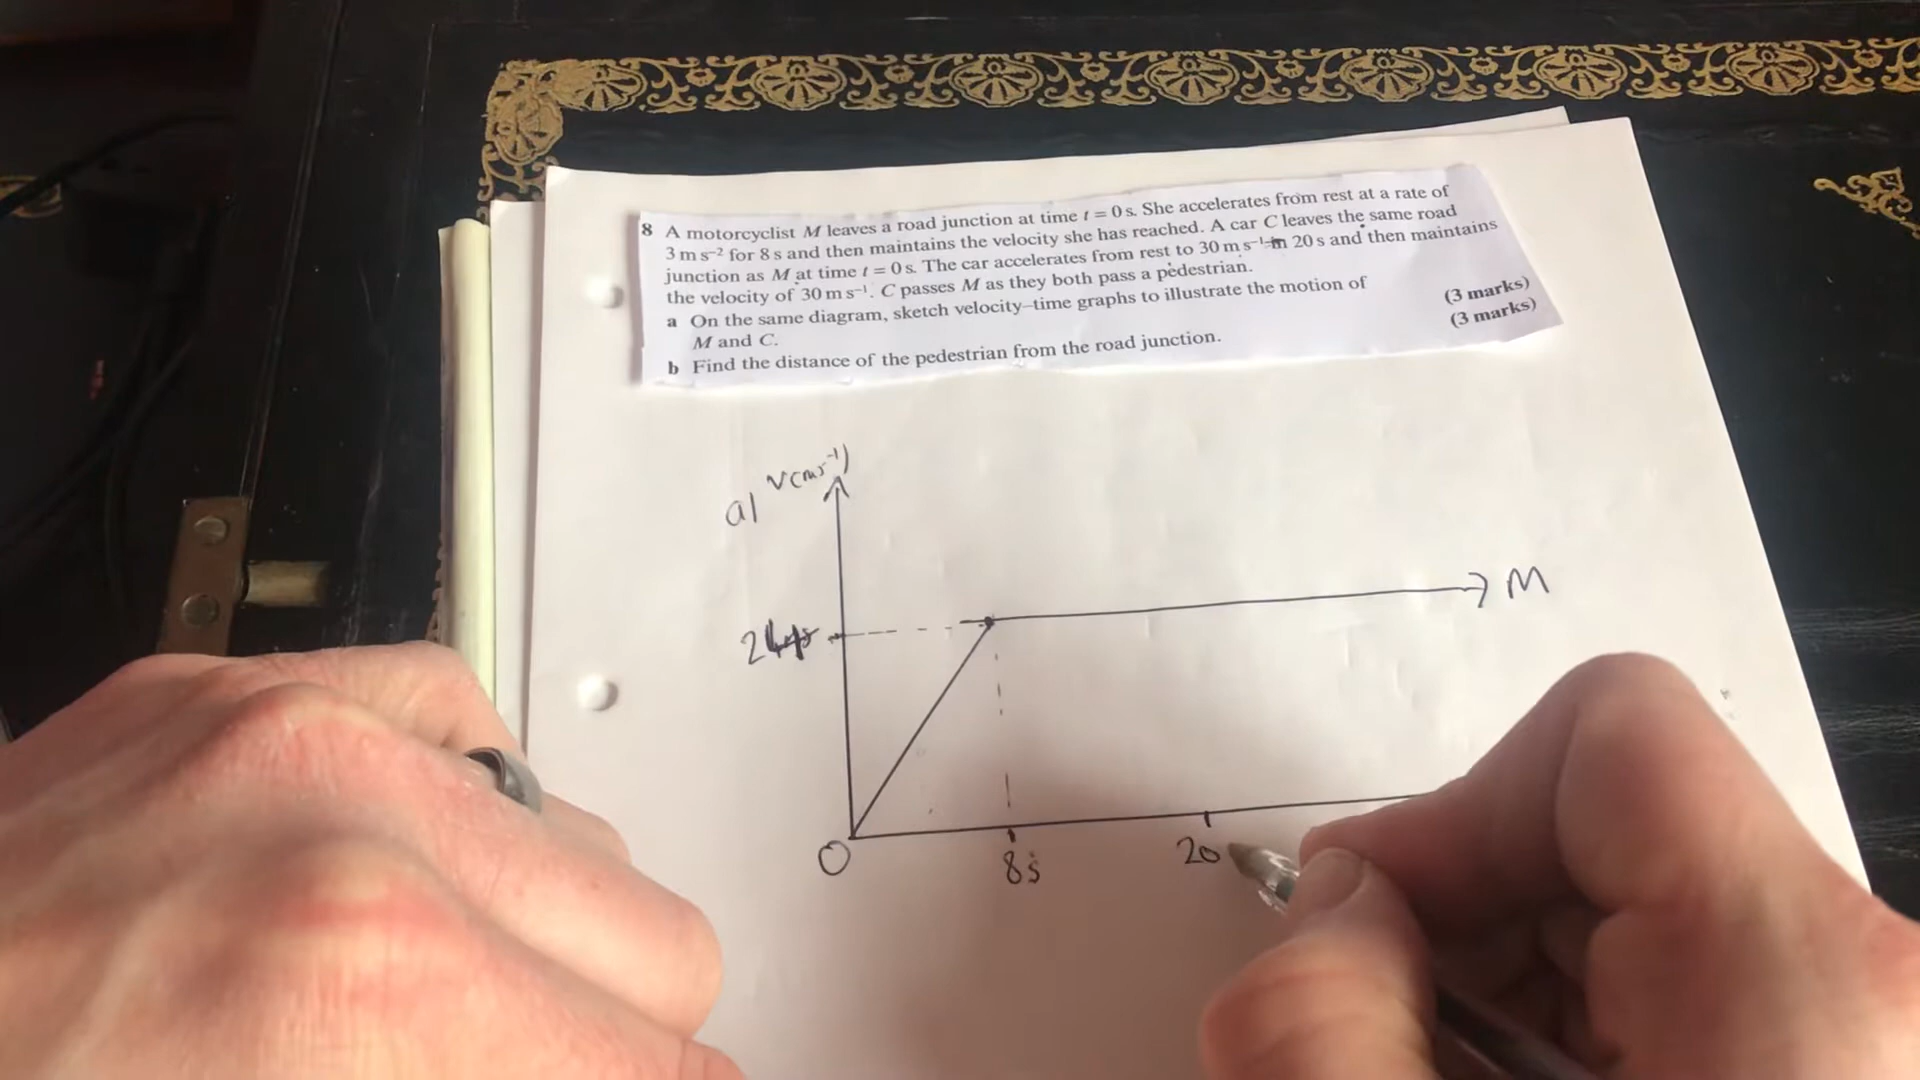 8 A motorcyclist M leaves a road junction at time t = 0 s. She accelerates from rest at a rate of
3 m s⁻² for 8 s and then maintains the velocity she has reached. A car C leaves the same road
junction as M at time t = 0 s. The car accelerates from rest to 30 m s⁻¹ in 20 s and then maintains
the velocity of 30 m s⁻¹. C passes M as they both pass a pedestrian.
a On the same diagram, sketch velocity–time graphs to illustrate the motion of
M and C. (3 marks)
b Find the distance of the pedestrian from the road junction. (3 marks)
a) V(ms⁻¹)
M
24
O 8s 20